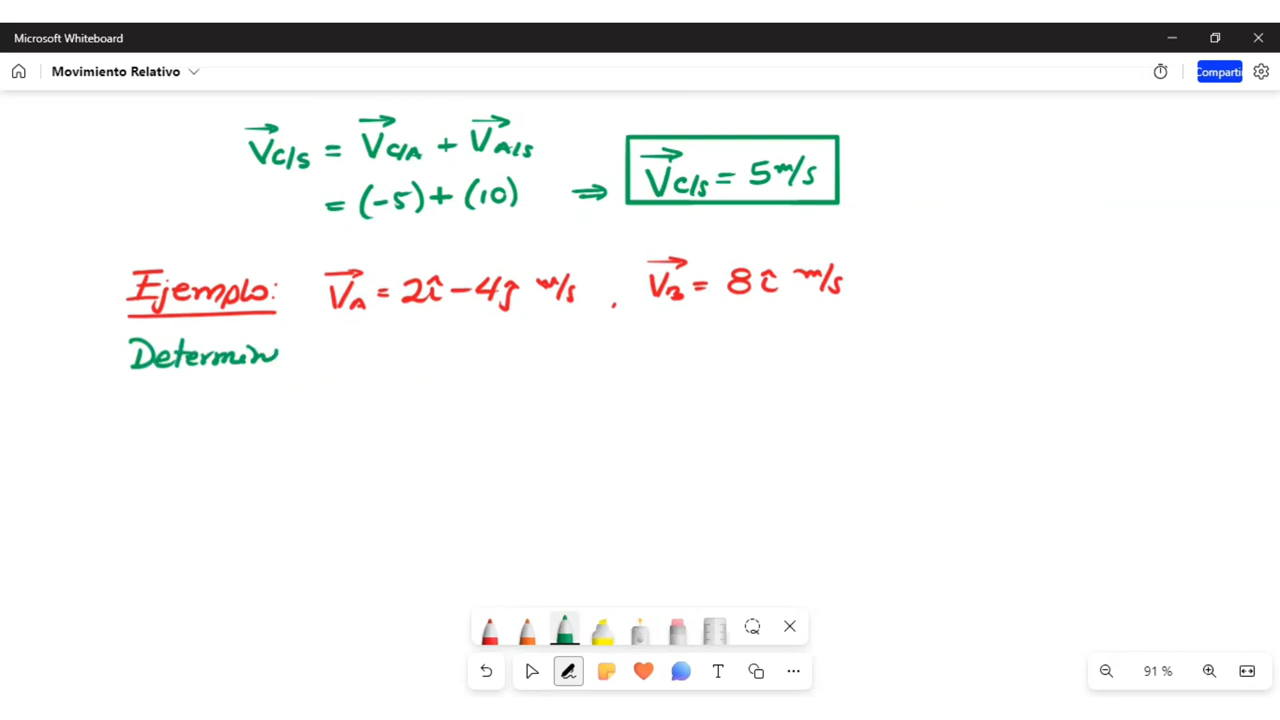 Microsoft Whiteboard
Movimiento Relativo
Comparti
V⃗C/S = V⃗C/A + V⃗A/S
= (-5) + (10) ⇒ V⃗C/S = 5 m/s
Ejemplo: V⃗A = 2î - 4ĵ m/s , V⃗B = 8î m/s
Determin
91 %